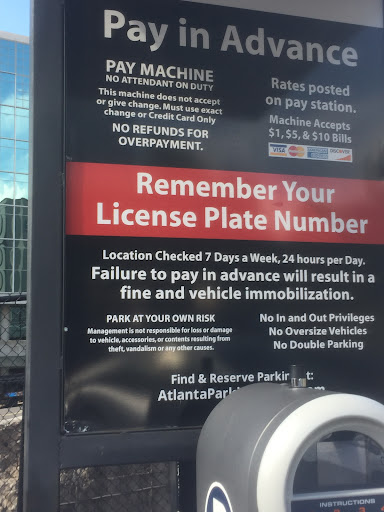 Pay in Advance
PAY MACHINE
NO ATTENDANT ON DUTY
This machine does not accept
or give change. Must use exact
change or Credit Card Only
NO REFUNDS FOR
OVERPAYMENT.
Rates posted
on pay station.
Machine Accepts
$1, $5, & $10 Bills
VISA
Remember Your
License Plate Number
Location Checked 7 Days a Week, 24 hours per Day.
Failure to pay in advance will result in a
fine and vehicle immobilization.
PARK AT YOUR OWN RISK
Management is not responsible for loss or damage
to vehicle, accessories, or contents resulting from
theft, vandalism or any other causes.
No In and Out Privileges
No Oversize Vehicles
No Double Parking
Find & Reserve Parking at:
INSTRUCTIONS